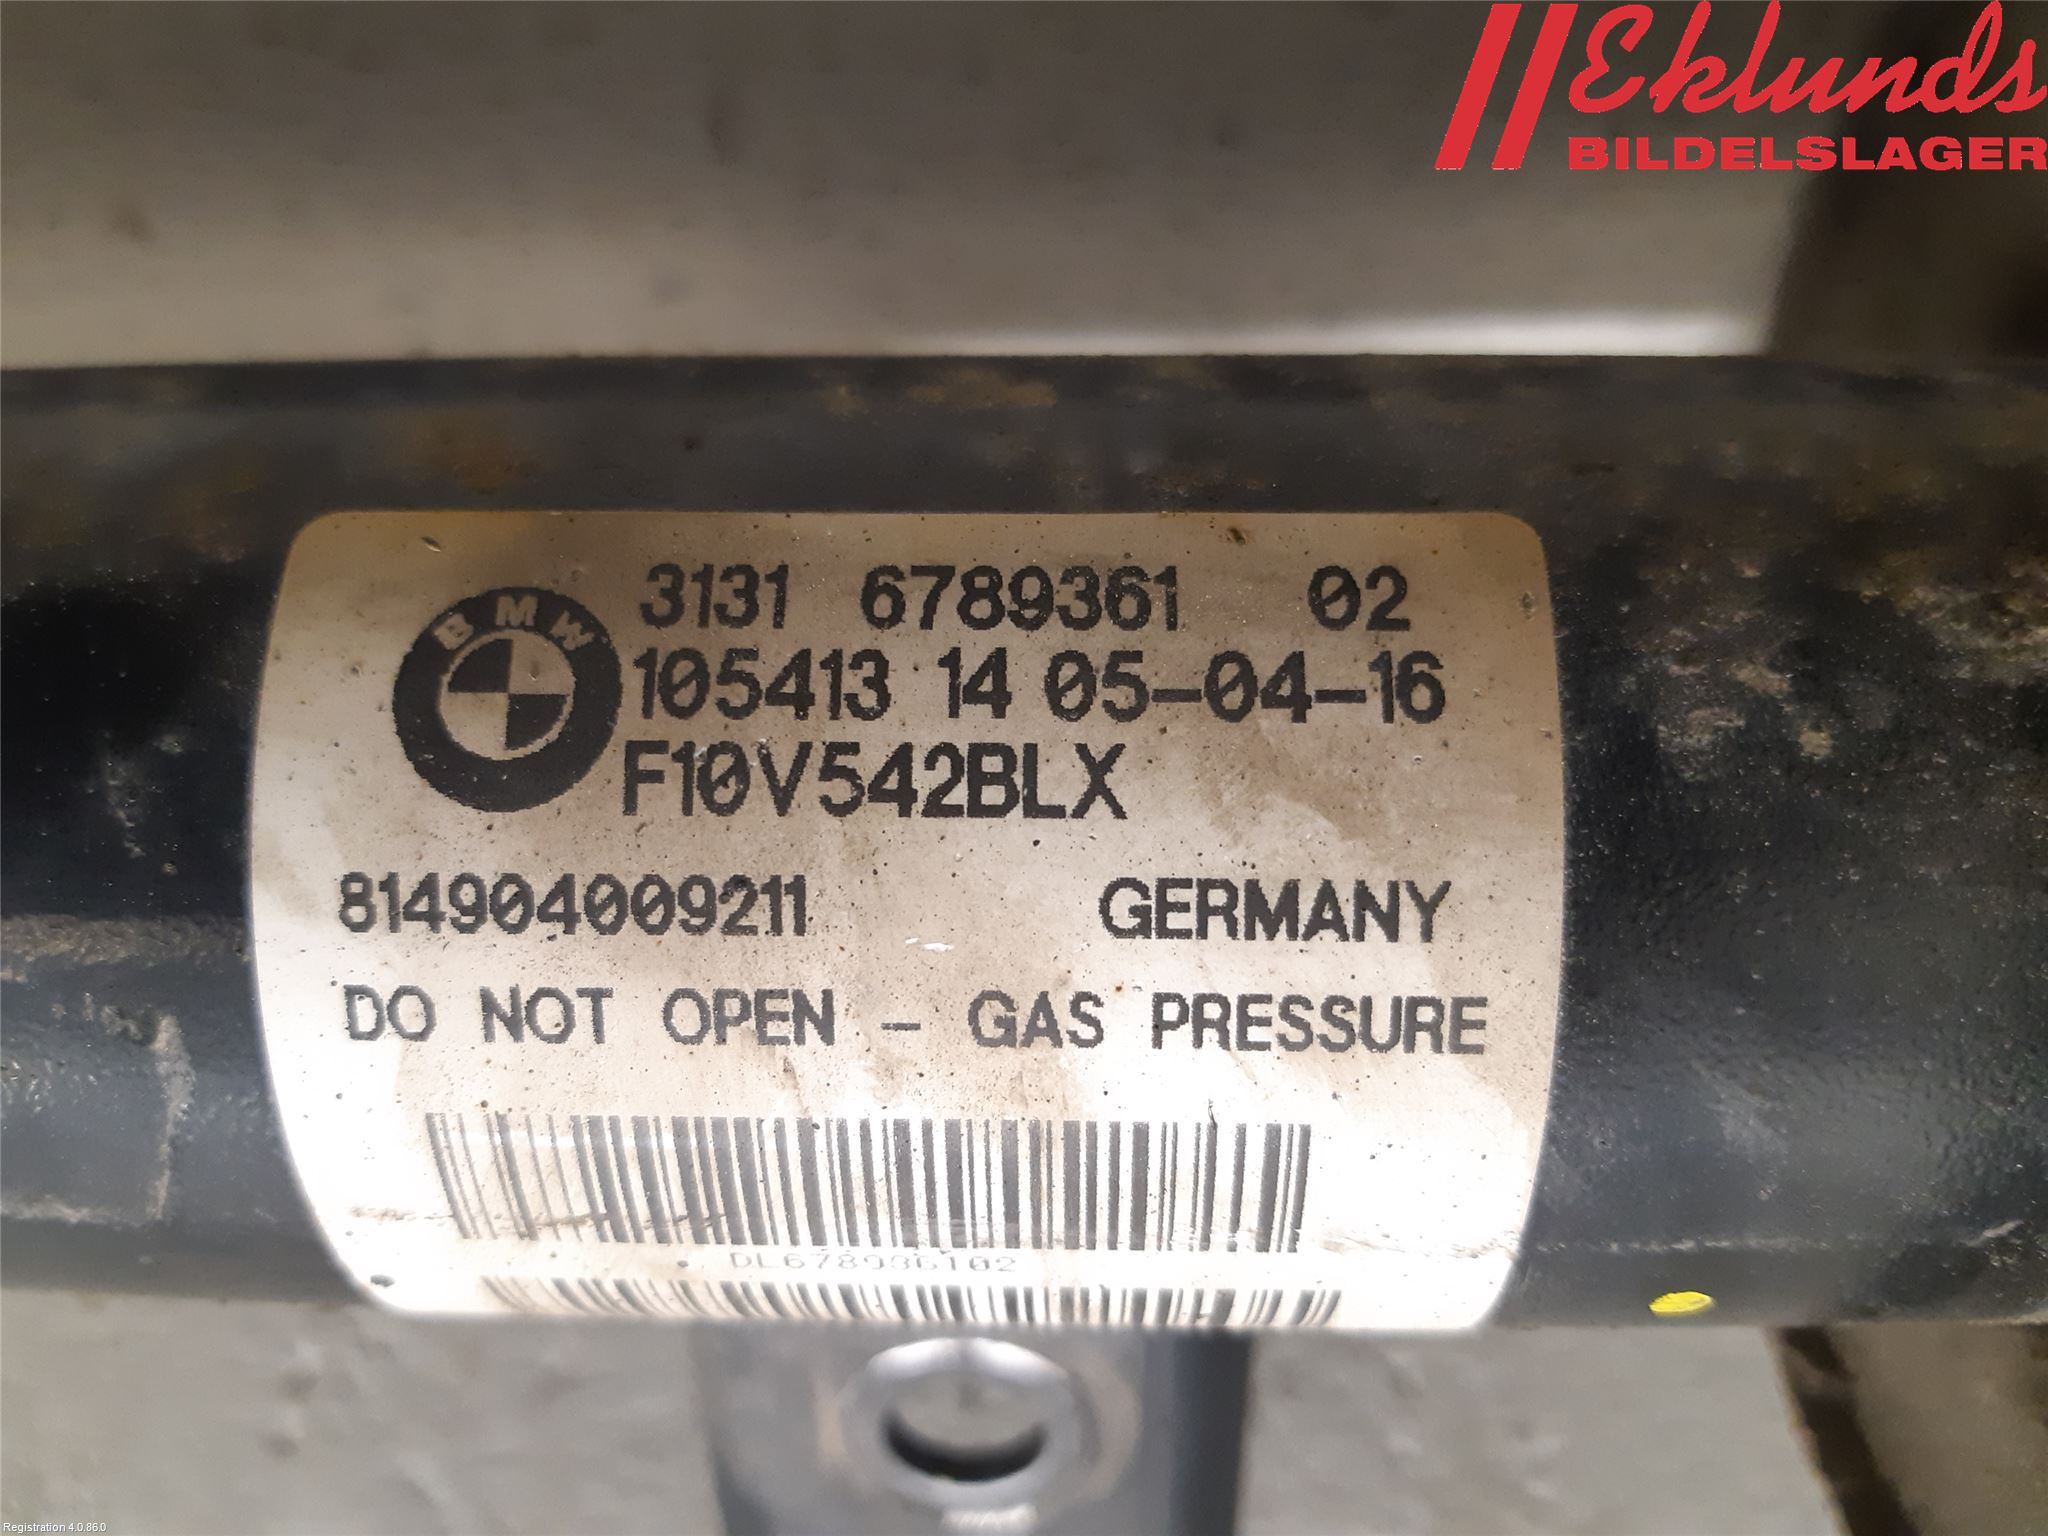 Eklunds
BILDELSLAGER
BMW
3131 6789361 02
105413 14 05-04-16
F10V542BLX
814904009211 GERMANY
DO NOT OPEN - GAS PRESSURE
DL678936102
Registration 4.0.86.0